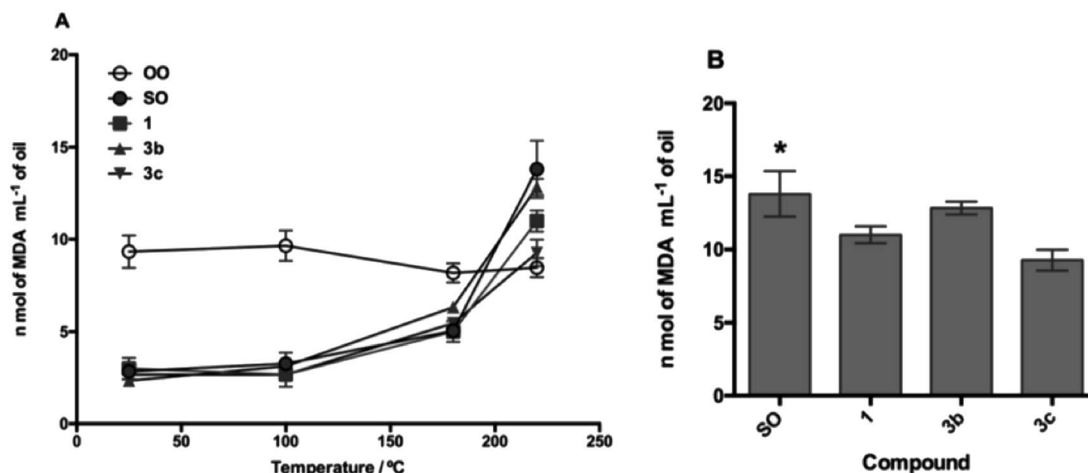 A
20
15
10
5
0
n mol of MDA mL⁻¹ of oil
OO
SO
1
3b
3c
0 50 100 150 200 250
Temperature / ºC
B
20
15
10
5
0
n mol of MDA mL⁻¹ of oil
*
SO 1 3b 3c
Compound